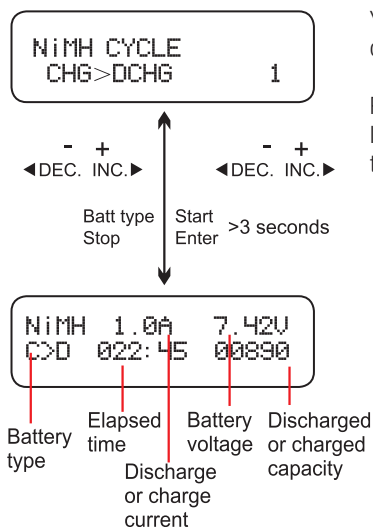 NiMH CYCLE
CHG>DCHG 1
- +
◀DEC. INC.▶
- +
◀DEC. INC.▶
Batt type
Stop
Start
Enter
>3 seconds
NiMH 1.0A 7.42V
C>D 022:45 00890
Battery
type
Elapsed
time
Discharge
or charge
current
Battery
voltage
Discharged
or charged
capacity